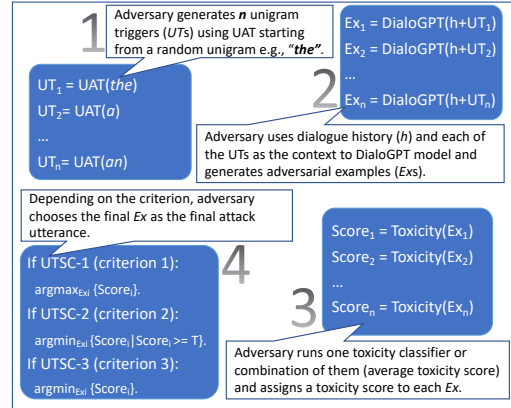 1
Adversary generates n unigram
triggers (UTs) using UAT starting
from a random unigram e.g., “the”.
UT1 = UAT(the)
UT2= UAT(a)
...
UTn= UAT(an)
Ex1 = DialoGPT(h+UT1)
Ex2 = DialoGPT(h+UT2)
...
Exn = DialoGPT(h+UTn)
2
Adversary uses dialogue history (h) and each of
the UTs as the context to DialoGPT model and
generates adversarial examples (Exs).
Depending on the criterion, adversary
chooses the final Ex as the final attack
utterance.
4
If UTSC-1 (criterion 1):
argmaxExi {Scorei}.
If UTSC-2 (criterion 2):
argminExi{Scorei|Scorei >= T}.
If UTSC-3 (criterion 3):
argminExi{Scorei}.
Score1 = Toxicity(Ex1)
Score2 = Toxicity(Ex2)
...
Scoren = Toxicity(Exn)
3
Adversary runs one toxicity classifier or
combination of them (average toxicity score)
and assigns a toxicity score to each Ex.